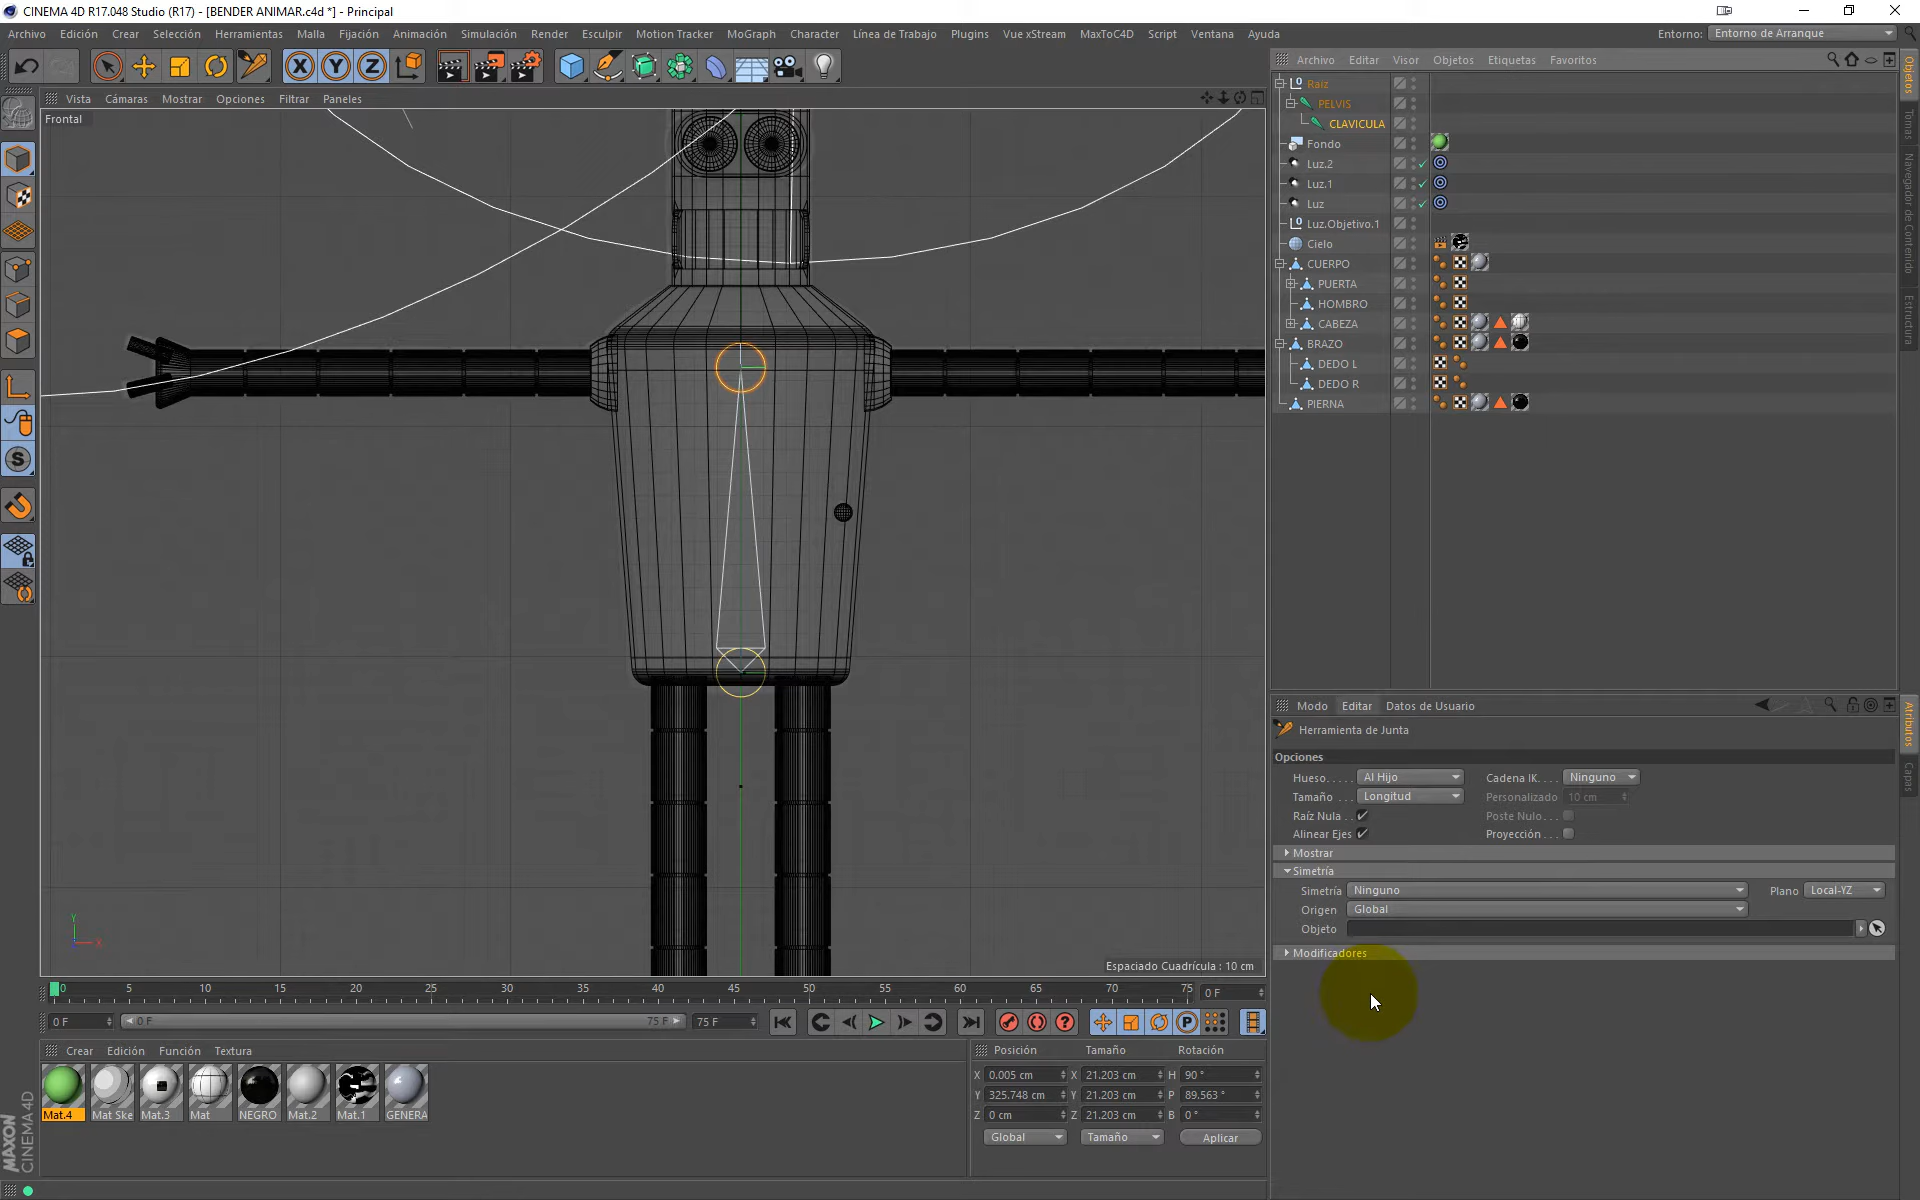 CINEMA 4D R17.048 Studio (R17) - [BENDER ANIMAR.c4d *] - Principal
Archivo Edición Crear Selección Herramientas Malla Fijación Animación Simulación Render Esculpir Motion Tracker MoGraph Character Línea de Trabajo Plugins Vue xStream MaxToC4D Script Ventana Ayuda Entorno: Entorno de Arranque
X Y Z
Archivo Editar Visor Objetos Etiquetas Favoritos
Vista Cámaras Mostrar Opciones Filtrar Paneles
Frontal
Raíz
PELVIS
CLAVICULA
Fondo
Luz.2
Luz.1
Luz
Luz.Objetivo.1
Cielo
CUERPO
PUERTA
HOMBRO
CABEZA
BRAZO
DEDO L
DEDO R
PIERNA
Objetos
Tomas
Navegador de Contenido
Estructura
S
Y
X
Espaciado Cuadrícula : 10 cm
Modo Editar Datos de Usuario
Herramienta de Junta
Opciones
Hueso..... Al Hijo Cadena IK.... Ninguno
Tamaño ... Longitud Personalizado 10 cm
Raíz Nula .. Poste Nulo...
Alinear Ejes Proyección....
Mostrar
Simetría
Simetría Ninguno Plano Local-YZ
Origen Global
Objeto
Modificadores
Atributos
Capas
0 5 10 15 20 25 30 35 40 45 50 55 60 65 70 75 0 F
0 F 0 F 75 F 75 F
P
Crear Edición Función Textura
Mat.4 Mat Ske Mat.3 Mat NEGRO Mat.2 Mat.1 GENERA
Posición Tamaño Rotación
X 0.005 cm X 21.203 cm H 90 °
Y 325.748 cm Y 21.203 cm P 89.563 °
Z 0 cm Z 21.203 cm B 0 °
Global Tamaño Aplicar
MAXON
CINEMA 4D